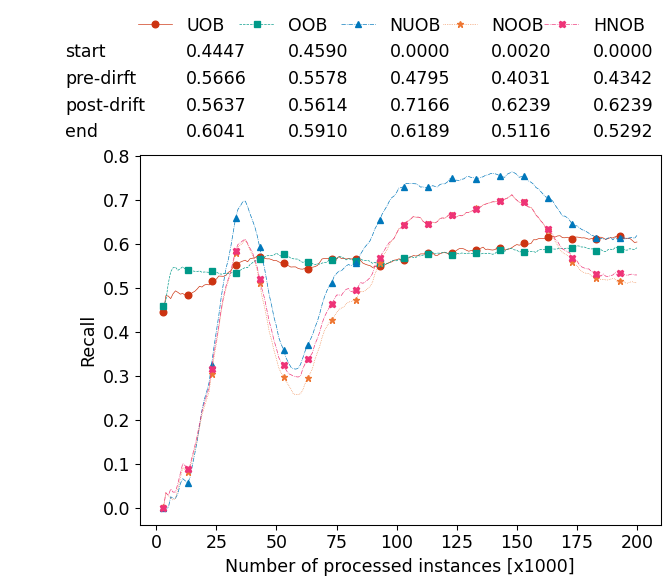 UOB OOB NUOB NOOB HNOB
start 0.4447 0.4590 0.0000 0.0020 0.0000
pre-dirft 0.5666 0.5578 0.4795 0.4031 0.4342
post-drift 0.5637 0.5614 0.7166 0.6239 0.6239
end 0.6041 0.5910 0.6189 0.5116 0.5292
0.8
0.7
0.6
0.5
0.4
0.3
0.2
0.1
0.0
Recall
0 25 50 75 100 125 150 175 200
Number of processed instances [x1000]